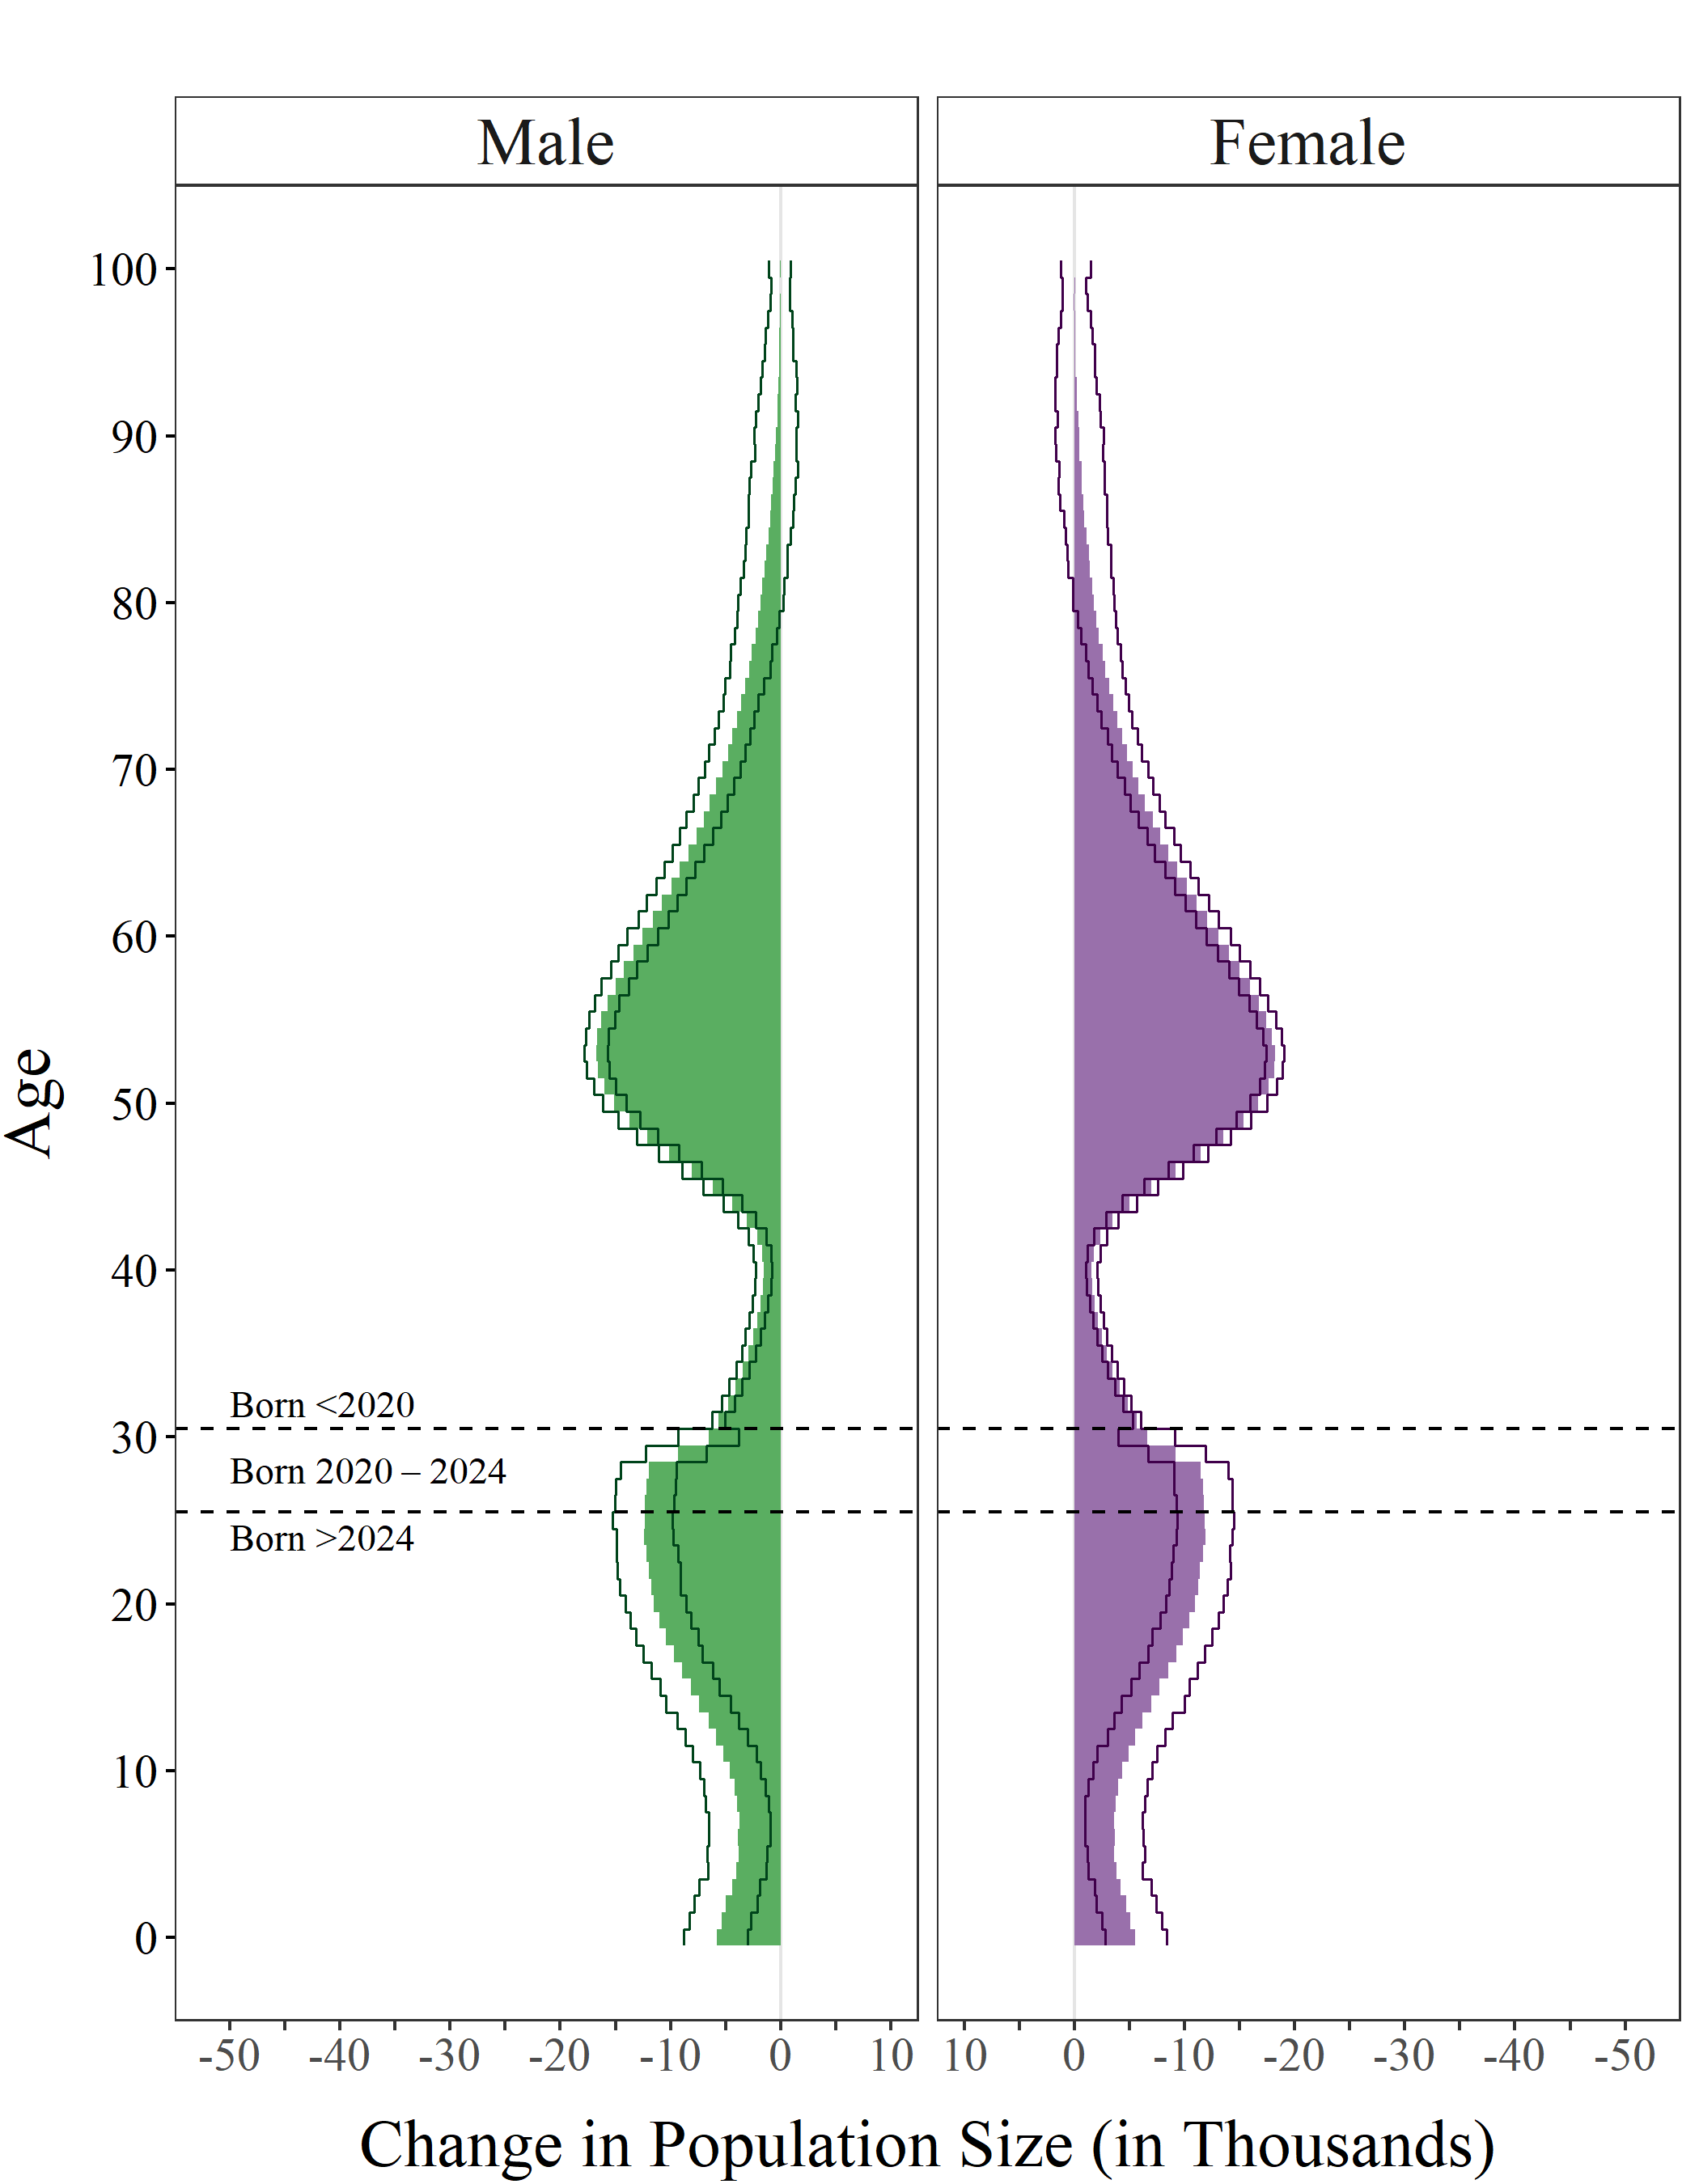 Male
Female
Age
100
90
80
70
60
50
40
30
20
10
0
Born <2020
Born 2020 – 2024
Born >2024
-50 -40 -30 -20 -10 0 10
10 0 -10 -20 -30 -40 -50
Change in Population Size (in Thousands)